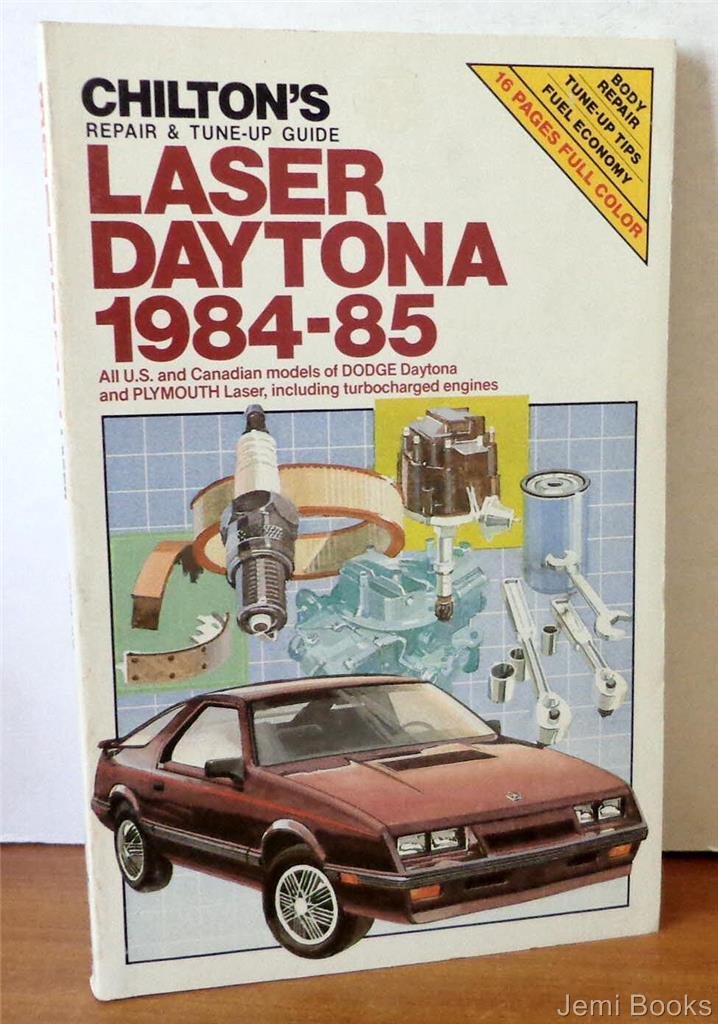 CHILTON'S
REPAIR & TUNE-UP GUIDE
LASER
DAYTONA
1984-85
All U.S. and Canadian models of DODGE Daytona
and PLYMOUTH Laser, including turbocharged engines
BODY
REPAIR
TUNE-UP TIPS
FUEL ECONOMY
16 PAGES FULL COLOR
Jemi Books